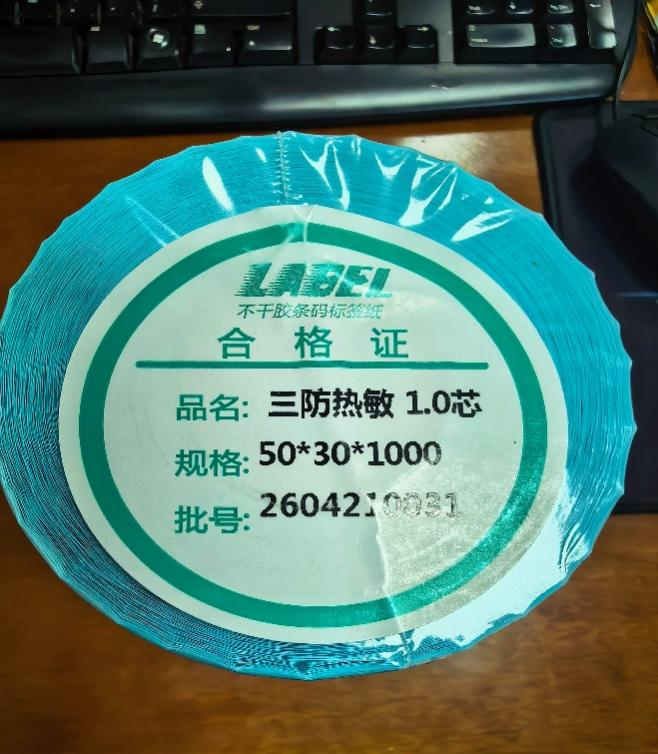 LABEL
不干胶条码标签纸
合格证
品名: 三防热敏 1.0芯
规格: 50*30*1000
批号: 2604210031